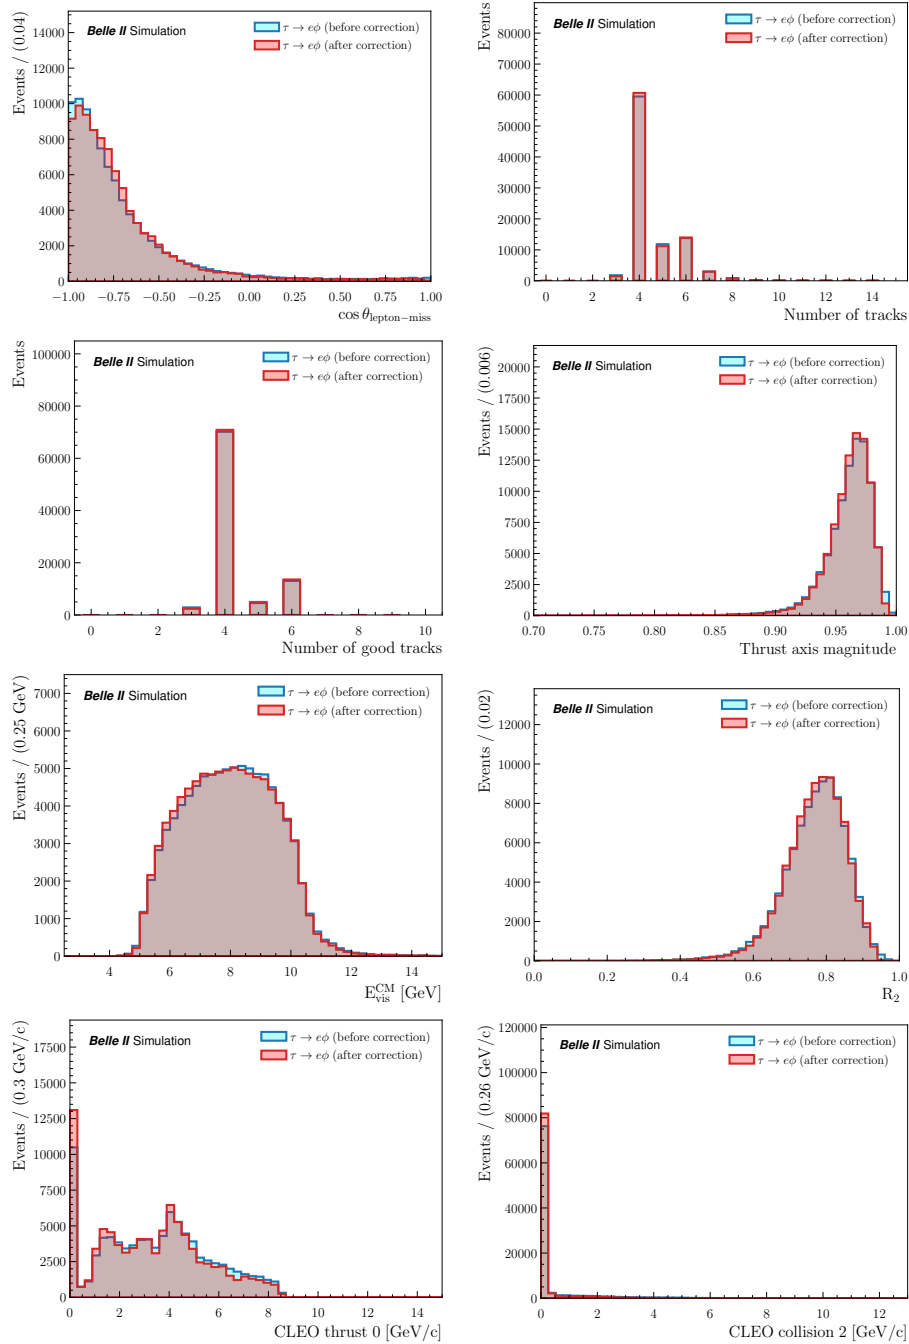 Events / (0.04)
Belle II Simulation
τ → eϕ (before correction)
τ → eϕ (after correction)
14000
12000
10000
8000
6000
4000
2000
0
−1.00 −0.75 −0.50 −0.25 0.00 0.25 0.50 0.75 1.00
cos θlepton−miss
Events
Belle II Simulation
τ → eϕ (before correction)
τ → eϕ (after correction)
80000
70000
60000
50000
40000
30000
20000
10000
0
0 2 4 6 8 10 12 14
Number of tracks
Events
Belle II Simulation
τ → eϕ (before correction)
τ → eϕ (after correction)
100000
80000
60000
40000
20000
0
0 2 4 6 8 10
Number of good tracks
Events / (0.006)
Belle II Simulation
τ → eϕ (before correction)
τ → eϕ (after correction)
20000
17500
15000
12500
10000
7500
5000
2500
0
0.70 0.75 0.80 0.85 0.90 0.95 1.00
Thrust axis magnitude
Events / (0.25 GeV)
Belle II Simulation
τ → eϕ (before correction)
τ → eϕ (after correction)
7000
6000
5000
4000
3000
2000
1000
0
4 6 8 10 12 14
E^CM_vis [GeV]
Events / (0.02)
Belle II Simulation
τ → eϕ (before correction)
τ → eϕ (after correction)
12000
10000
8000
6000
4000
2000
0
0.0 0.2 0.4 0.6 0.8 1.0
R₂
Events / (0.3 GeV/c)
Belle II Simulation
τ → eϕ (before correction)
τ → eϕ (after correction)
17500
15000
12500
10000
7500
5000
2500
0
0 2 4 6 8 10 12 14
CLEO thrust 0 [GeV/c]
Events / (0.26 GeV/c)
Belle II Simulation
τ → eϕ (before correction)
τ → eϕ (after correction)
120000
100000
80000
60000
40000
20000
0
0 2 4 6 8 10 12
CLEO collision 2 [GeV/c]